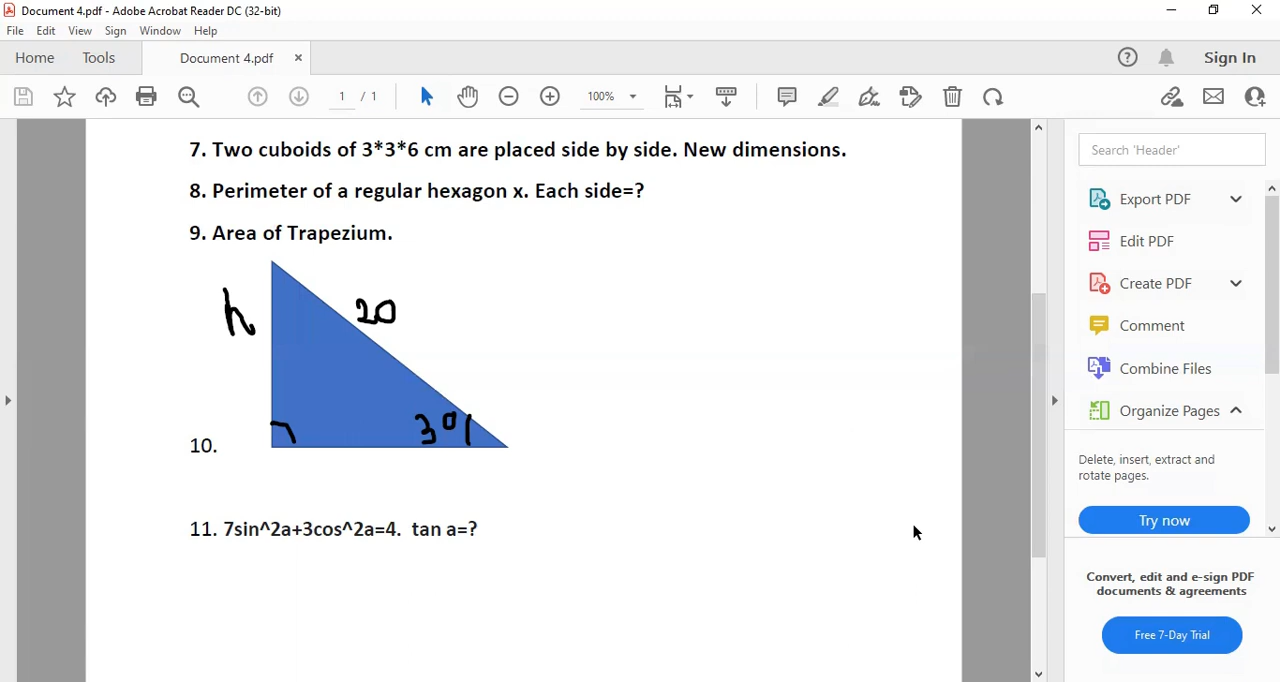 Document 4.pdf - Adobe Acrobat Reader DC (32-bit)
File Edit View Sign Window Help
Home Tools Document 4.pdf × Sign In
1 / 1 100%
7. Two cuboids of 3*3*6 cm are placed side by side. New dimensions.
8. Perimeter of a regular hexagon x. Each side=?
9. Area of Trapezium.
h
20
30
10.
11. 7sin^2a+3cos^2a=4. tan a=?
Search 'Header'
Export PDF
Edit PDF
Create PDF
Comment
Combine Files
Organize Pages
Delete, insert, extract and
rotate pages.
Try now
Convert, edit and e-sign PDF
documents & agreements
Free 7-Day Trial